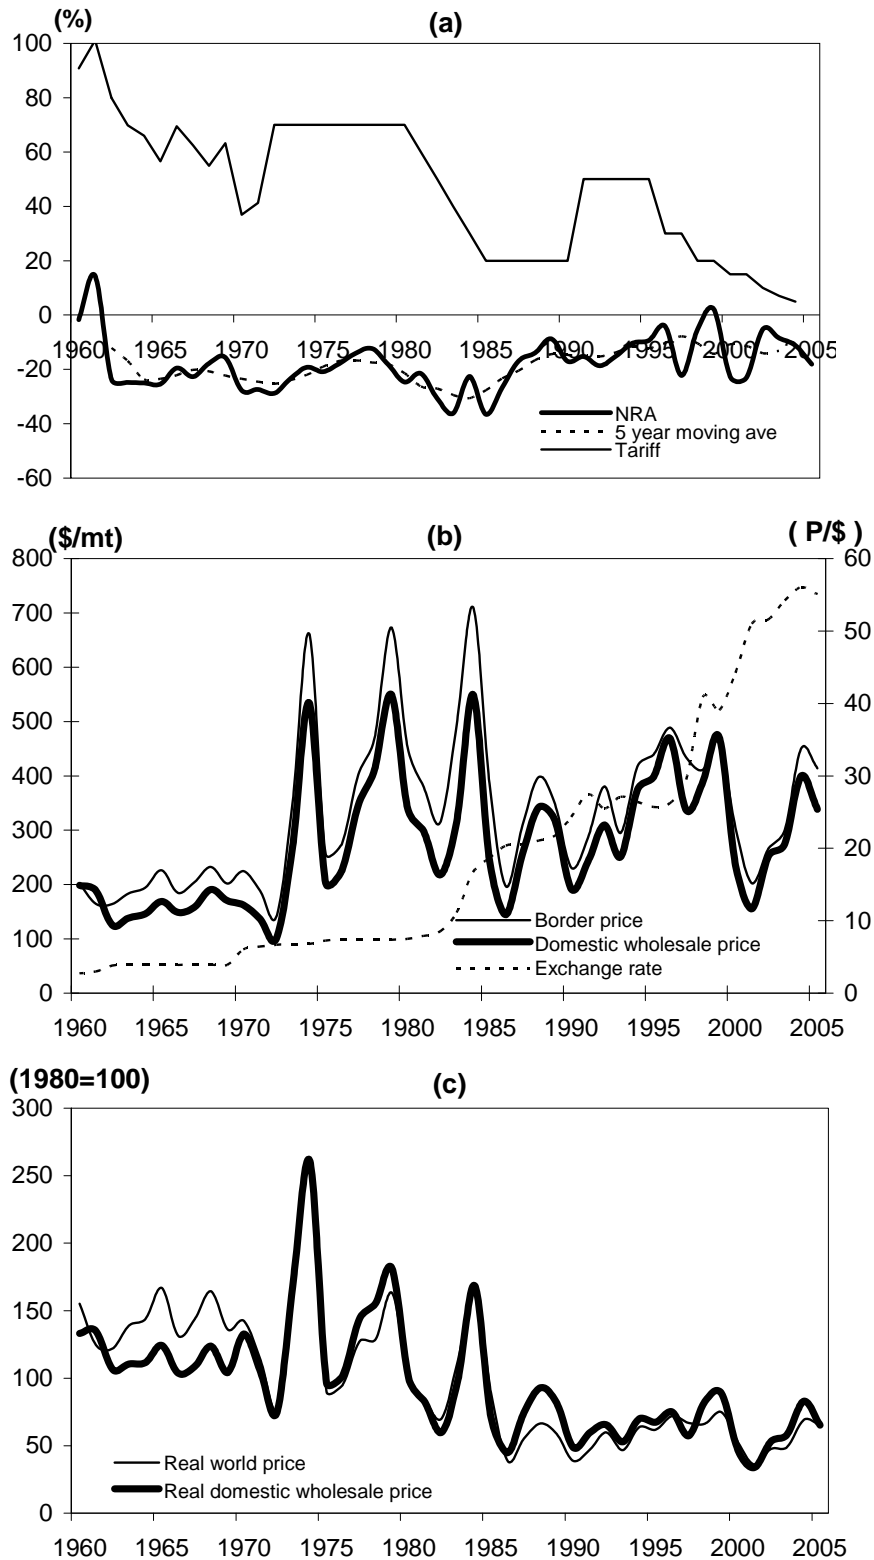 (%) (a)
100
80
60
40
20
0
1960 1965 1970 1975 1980 1985 1990 1995 2000 2005
-20
NRA
-40
5 year moving ave
Tariff
-60
($/mt) (b) ( P/$ )
800 60
700
50
600
500 40
400 30
300
20
200
Border price
100 10
Domestic wholesale price
Exchange rate
0 0
1960 1965 1970 1975 1980 1985 1990 1995 2000 2005
(1980=100) (c)
300
250
200
150
100
50
Real world price
Real domestic wholesale price
0
1960 1965 1970 1975 1980 1985 1990 1995 2000 2005